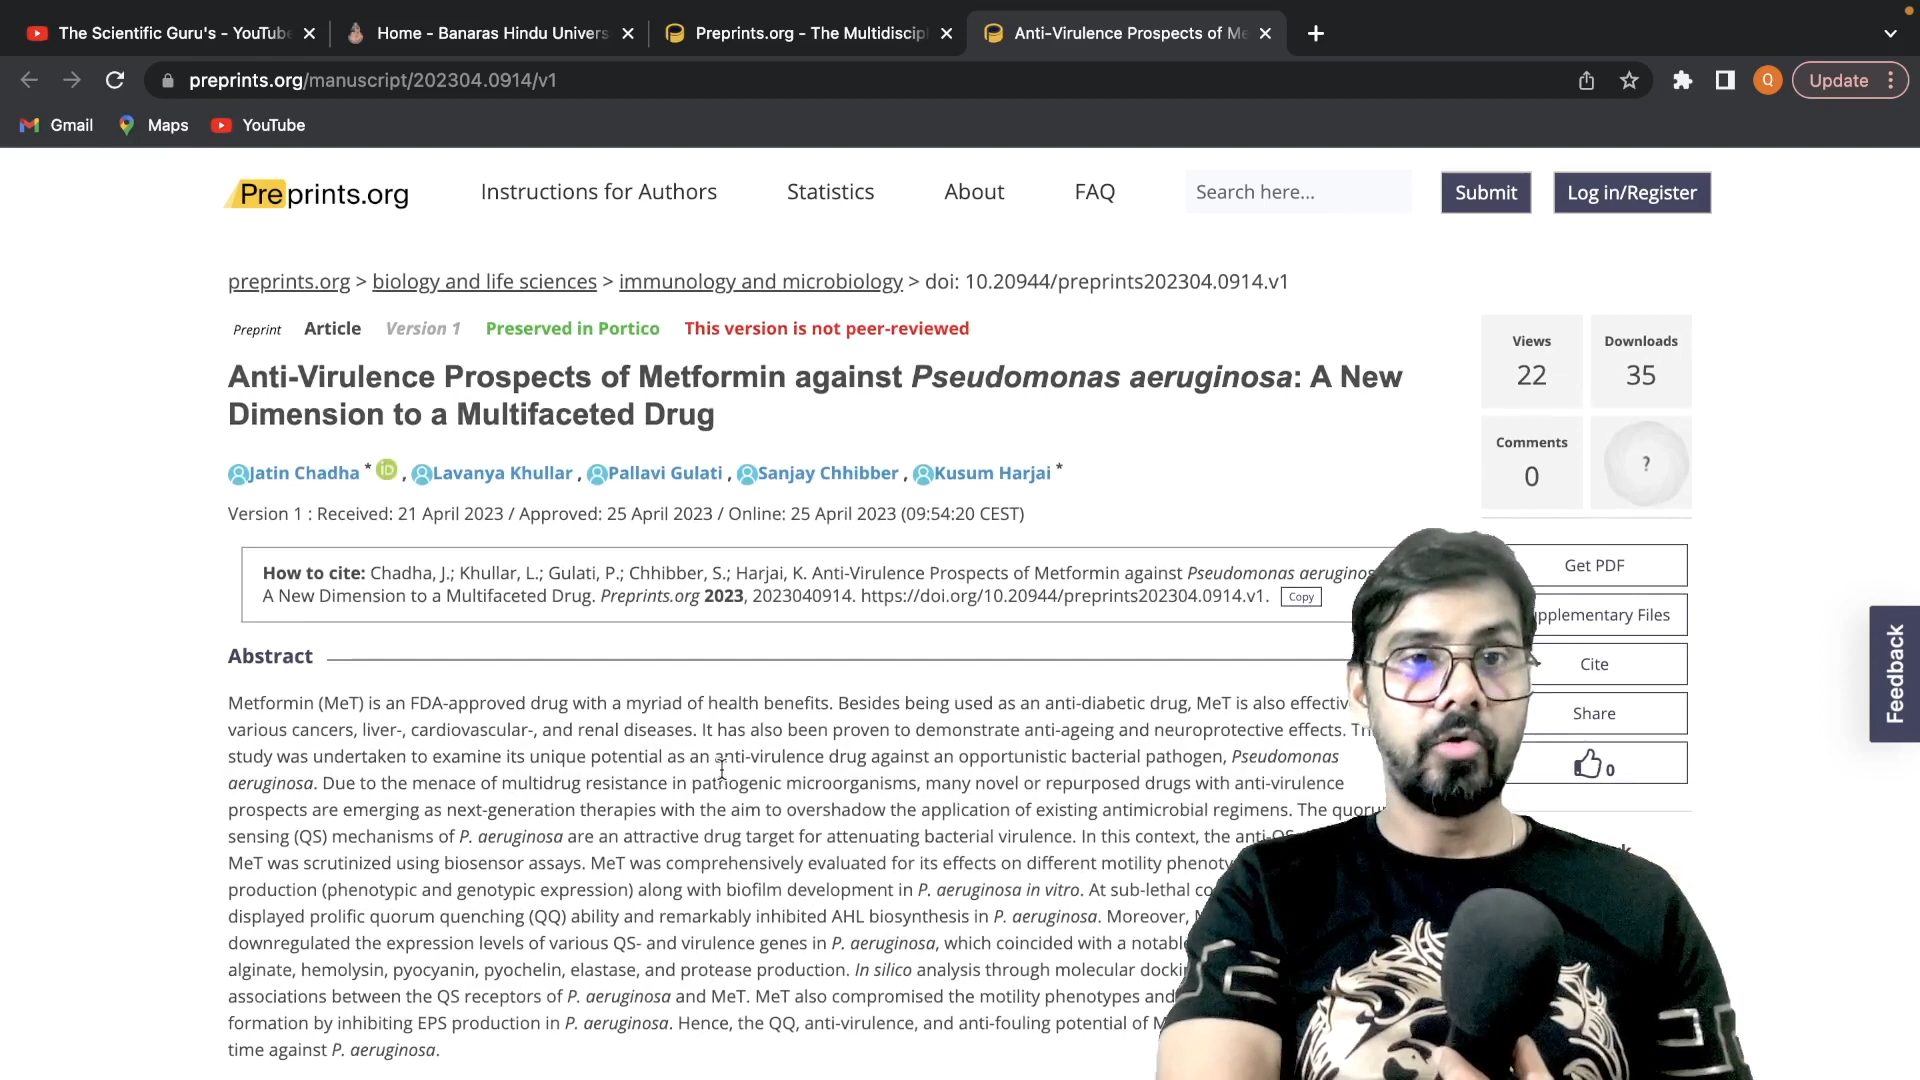 The Scientific Guru's - YouTube
Home - Banaras Hindu Univers
Preprints.org - The Multidiscipl
Anti-Virulence Prospects of Me
preprints.org/manuscript/202304.0914/v1
Q
Update
Gmail
Maps
YouTube
Preprints.org
Instructions for Authors
Statistics
About
FAQ
Search here...
Submit
Log in/Register
preprints.org > biology and life sciences > immunology and microbiology > doi: 10.20944/preprints202304.0914.v1
Preprint Article Version 1 Preserved in Portico This version is not peer-reviewed
Anti-Virulence Prospects of Metformin against Pseudomonas aeruginosa: A New
Dimension to a Multifaceted Drug
Jatin Chadha * iD , Lavanya Khullar , Pallavi Gulati , Sanjay Chhibber , Kusum Harjai *
Version 1 : Received: 21 April 2023 / Approved: 25 April 2023 / Online: 25 April 2023 (09:54:20 CEST)
How to cite: Chadha, J.; Khullar, L.; Gulati, P.; Chhibber, S.; Harjai, K. Anti-Virulence Prospects of Metformin against Pseudomonas aeruginos
A New Dimension to a Multifaceted Drug. Preprints.org 2023, 2023040914. https://doi.org/10.20944/preprints202304.0914.v1. Copy
Abstract
Metformin (MeT) is an FDA-approved drug with a myriad of health benefits. Besides being used as an anti-diabetic drug, MeT is also effectiv
various cancers, liver-, cardiovascular-, and renal diseases. It has also been proven to demonstrate anti-ageing and neuroprotective effects. Th
study was undertaken to examine its unique potential as an anti-virulence drug against an opportunistic bacterial pathogen, Pseudomonas
aeruginosa. Due to the menace of multidrug resistance in pathogenic microorganisms, many novel or repurposed drugs with anti-virulence
prospects are emerging as next-generation therapies with the aim to overshadow the application of existing antimicrobial regimens. The quoru
sensing (QS) mechanisms of P. aeruginosa are an attractive drug target for attenuating bacterial virulence. In this context, the anti-QS
MeT was scrutinized using biosensor assays. MeT was comprehensively evaluated for its effects on different motility phenoty
production (phenotypic and genotypic expression) along with biofilm development in P. aeruginosa in vitro. At sub-lethal co
displayed prolific quorum quenching (QQ) ability and remarkably inhibited AHL biosynthesis in P. aeruginosa. Moreover, M
downregulated the expression levels of various QS- and virulence genes in P. aeruginosa, which coincided with a notable
alginate, hemolysin, pyocyanin, pyochelin, elastase, and protease production. In silico analysis through molecular docki
associations between the QS receptors of P. aeruginosa and MeT. MeT also compromised the motility phenotypes and
formation by inhibiting EPS production in P. aeruginosa. Hence, the QQ, anti-virulence, and anti-fouling potential of M
time against P. aeruginosa.
Views
22
Downloads
35
Comments
0
?
Get PDF
upplementary Files
Cite
Share
0
Feedback